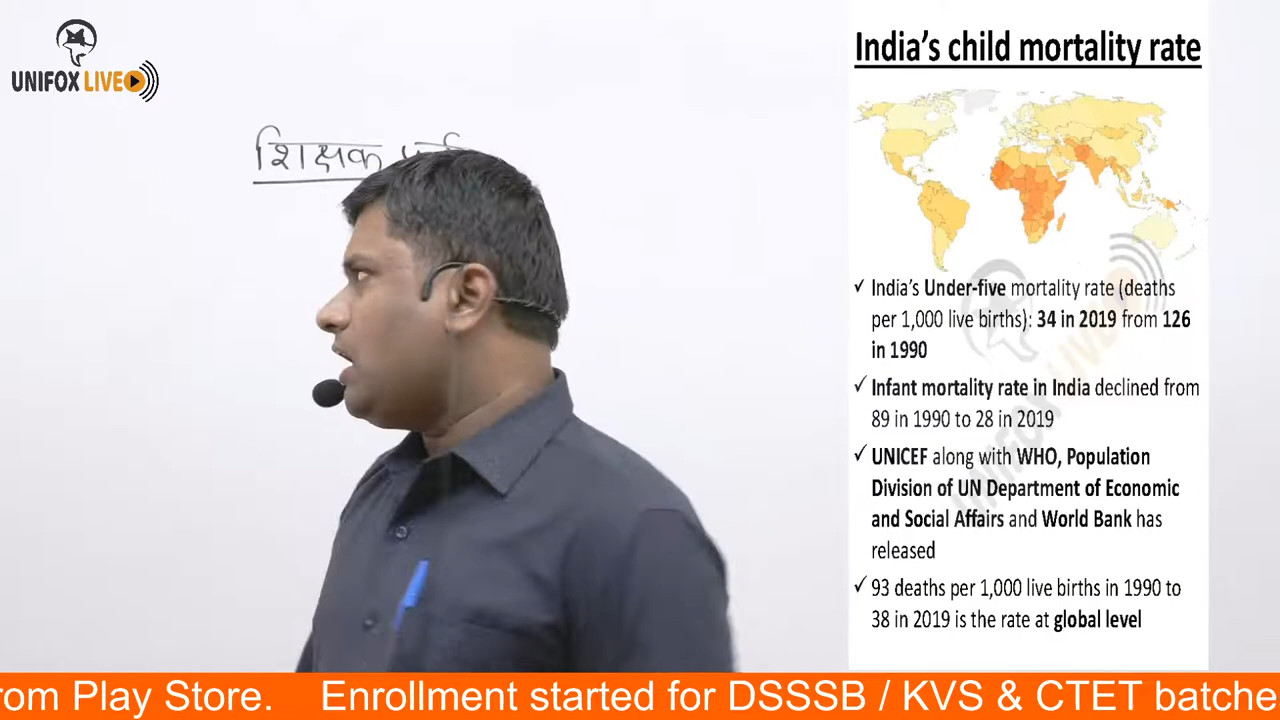 UNIFOX LIVE
शिक्षक
India's child mortality rate
✓ India's Under-five mortality rate (deaths
per 1,000 live births): 34 in 2019 from 126
in 1990
✓ Infant mortality rate in India declined from
89 in 1990 to 28 in 2019
✓ UNICEF along with WHO, Population
Division of UN Department of Economic
and Social Affairs and World Bank has
released
✓ 93 deaths per 1,000 live births in 1990 to
38 in 2019 is the rate at global level
UNIFOX LIVE
rom Play Store. Enrollment started for DSSSB / KVS & CTET batche